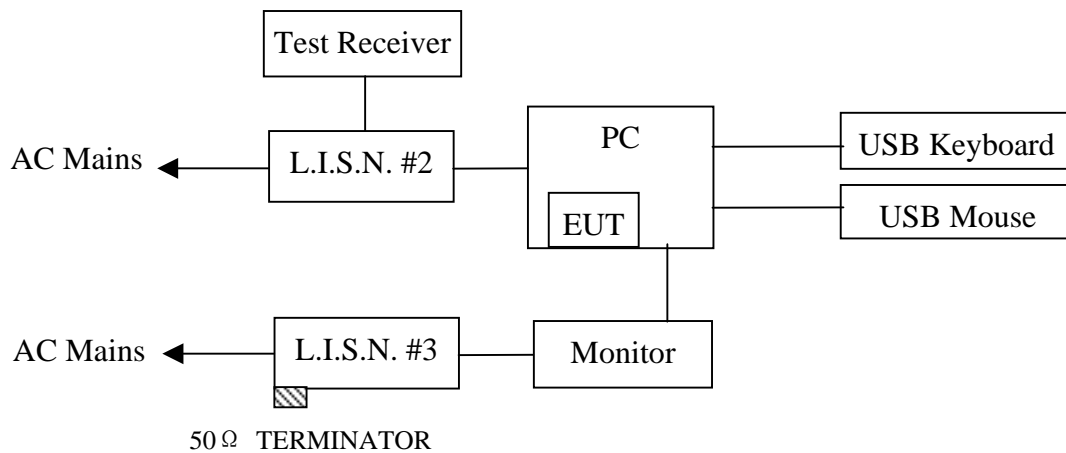 Test Receiver
PC
AC Mains
L.I.S.N. #2
USB Keyboard
USB Mouse
EUT
AC Mains
L.I.S.N. #3
Monitor
50Ω TERMINATOR